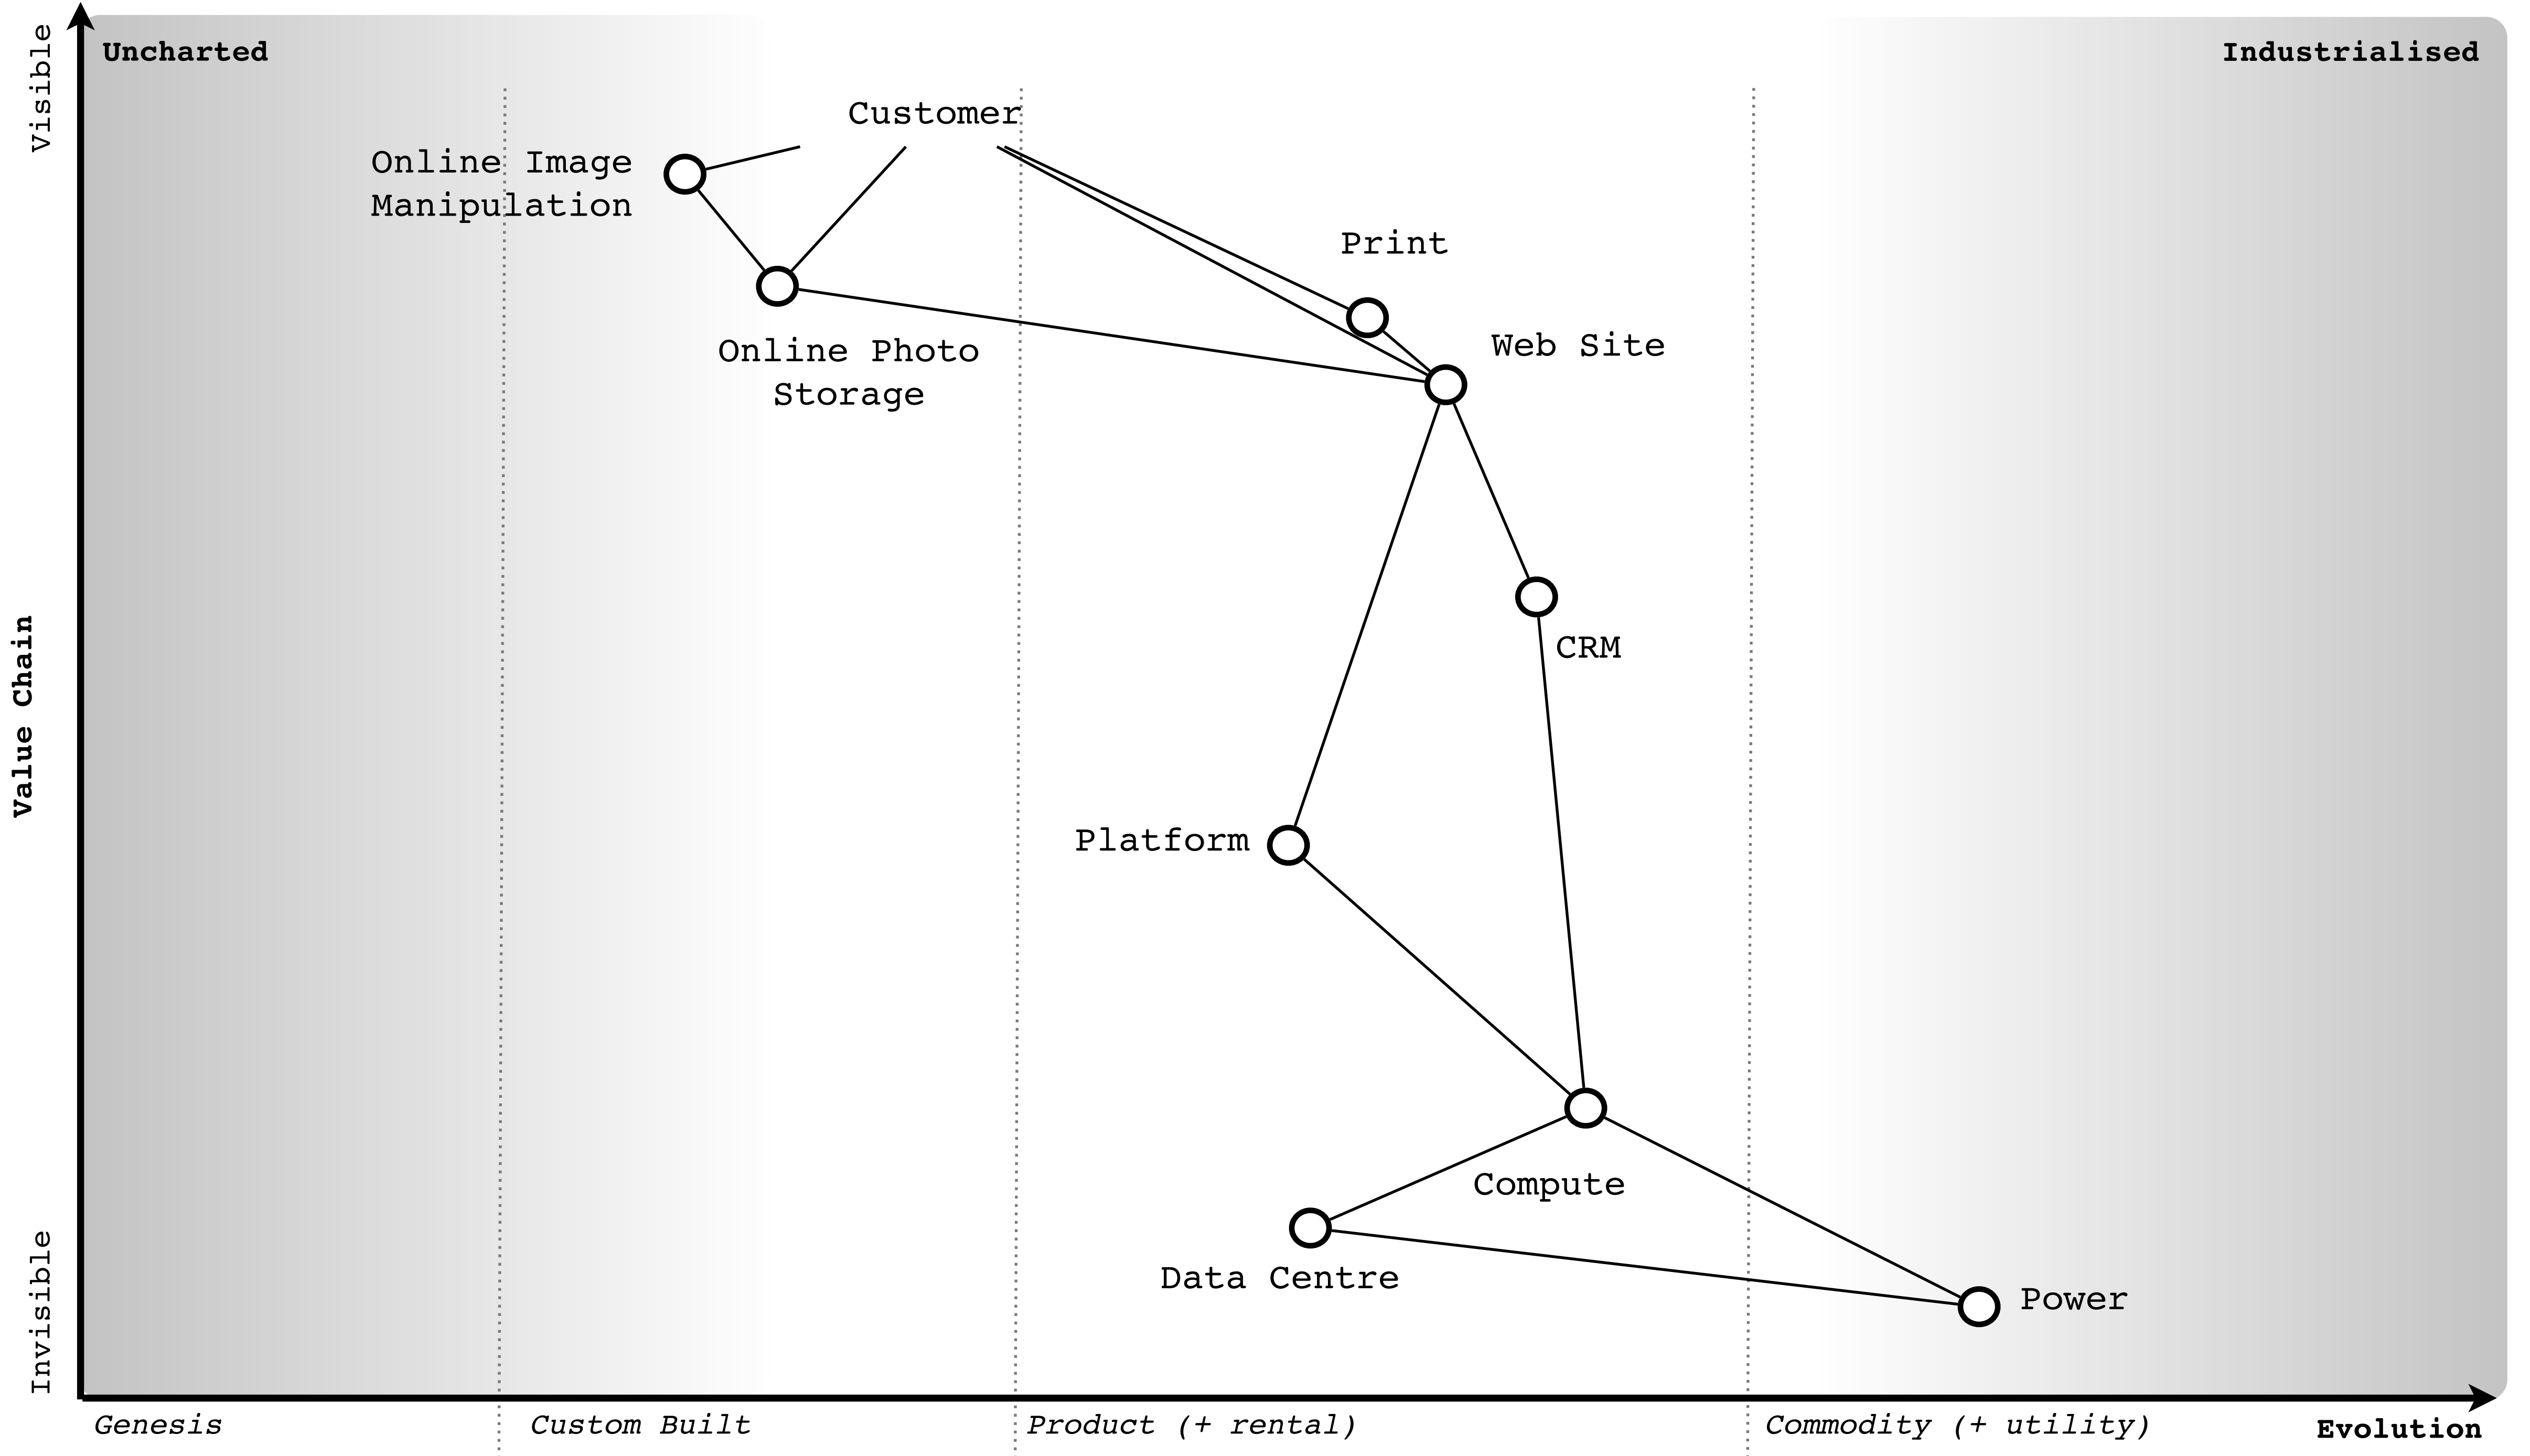 Visible
Uncharted
Industrialised
Customer
Online Image
Manipulation
Print
Web Site
Online Photo
Storage
Value Chain
CRM
Platform
Compute
Data Centre
Power
Invisible
Genesis
Custom Built
Product (+ rental)
Commodity (+ utility)
Evolution